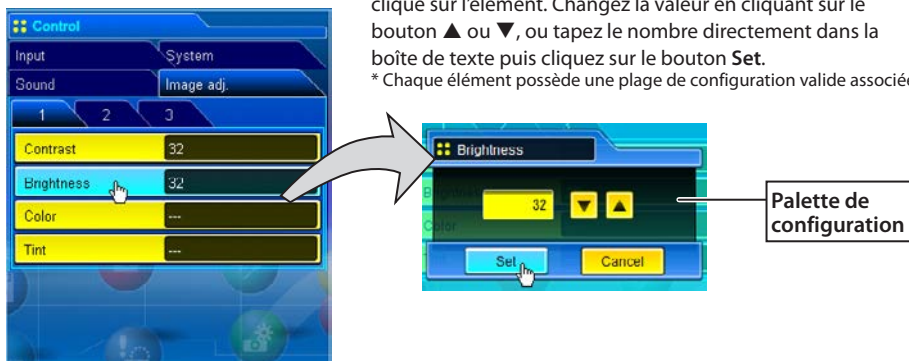 clique sur l'élément. Changez la valeur en cliquant sur le
bouton ▲ ou ▼, ou tapez le nombre directement dans la
boîte de texte puis cliquez sur le bouton Set.
* Chaque élément possède une plage de configuration valide associée
Control
Input System
Sound Image adj.
1 2 3
Contrast 32
Brightness 32
Color ---
Tint ---
Brightness
32 ▼ ▲
Set Cancel
Palette de
configuration